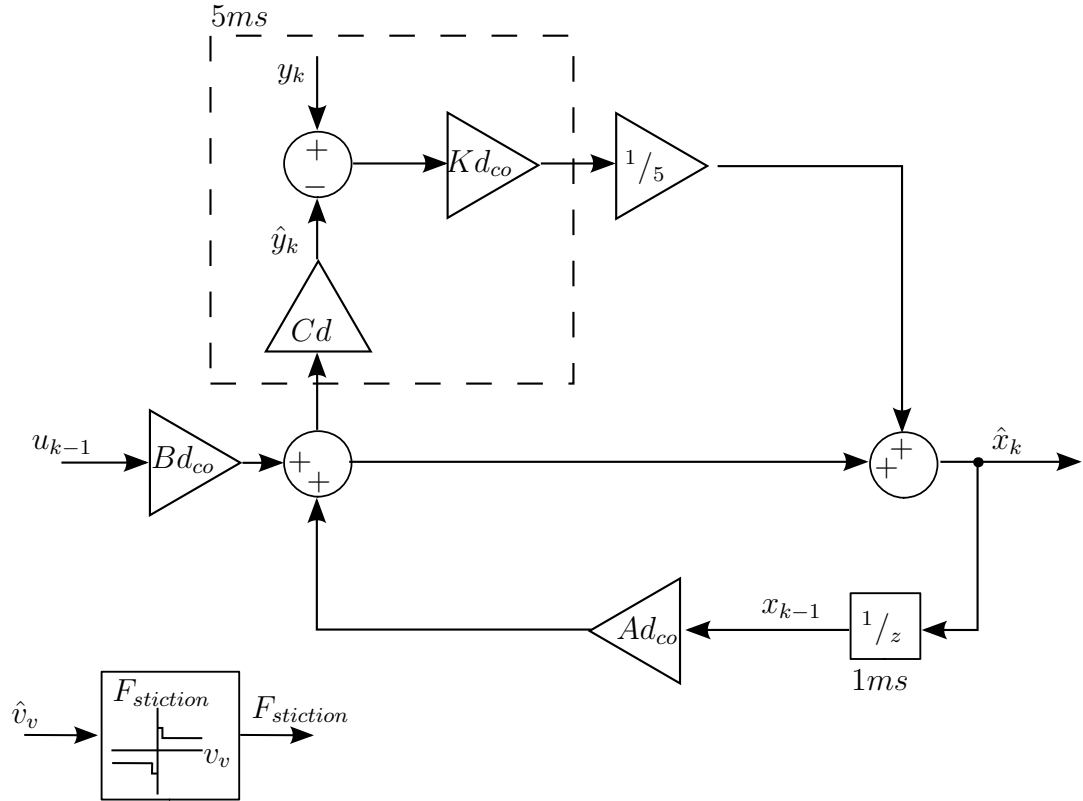 5ms
y_k
+
−
Kd_co
1/5
ŷ_k
Cd
u_{k−1}
Bd_co
+
+
+
+
x̂_k
Ad_co
x_{k−1}
1/z
1ms
v̂_v
F_stiction
v_v
F_stiction